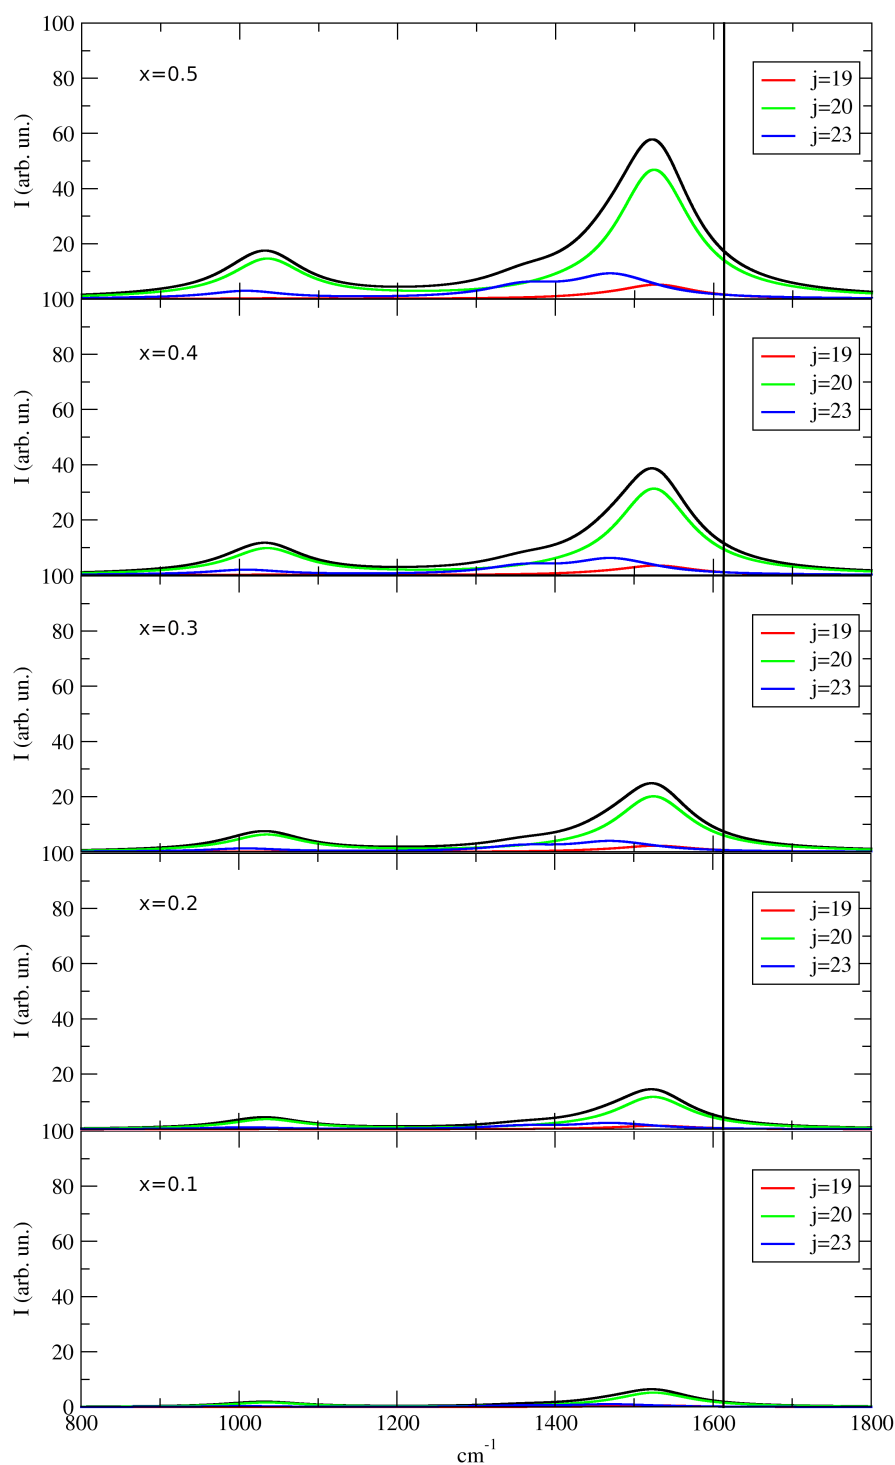 100
x=0.5
j=19
80
j=20
j=23
60
I (arb. un.)
40
20
100
x=0.4
j=19
80
j=20
j=23
60
I (arb. un.)
40
20
100
x=0.3
j=19
80
j=20
j=23
60
I (arb. un.)
40
20
100
x=0.2
j=19
80
j=20
j=23
60
I (arb. un.)
40
20
100
x=0.1
j=19
80
j=20
j=23
60
I (arb. un.)
40
20
0
800 1000 1200 1400 1600 1800
cm⁻¹